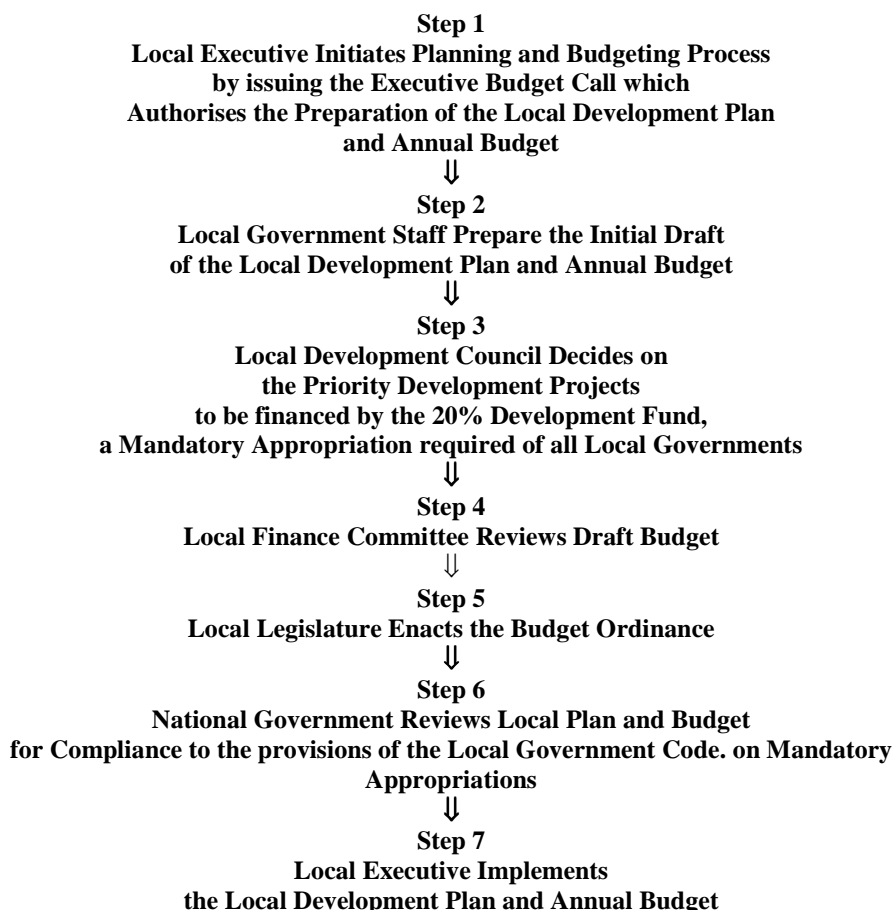 Step 1
Local Executive Initiates Planning and Budgeting Process
by issuing the Executive Budget Call which
Authorises the Preparation of the Local Development Plan
and Annual Budget
⇓
Step 2
Local Government Staff Prepare the Initial Draft
of the Local Development Plan and Annual Budget
⇓
Step 3
Local Development Council Decides on
the Priority Development Projects
to be financed by the 20% Development Fund,
a Mandatory Appropriation required of all Local Governments
⇓
Step 4
Local Finance Committee Reviews Draft Budget
⇓
Step 5
Local Legislature Enacts the Budget Ordinance
⇓
Step 6
National Government Reviews Local Plan and Budget
for Compliance to the provisions of the Local Government Code. on Mandatory
Appropriations
⇓
Step 7
Local Executive Implements
the Local Development Plan and Annual Budget